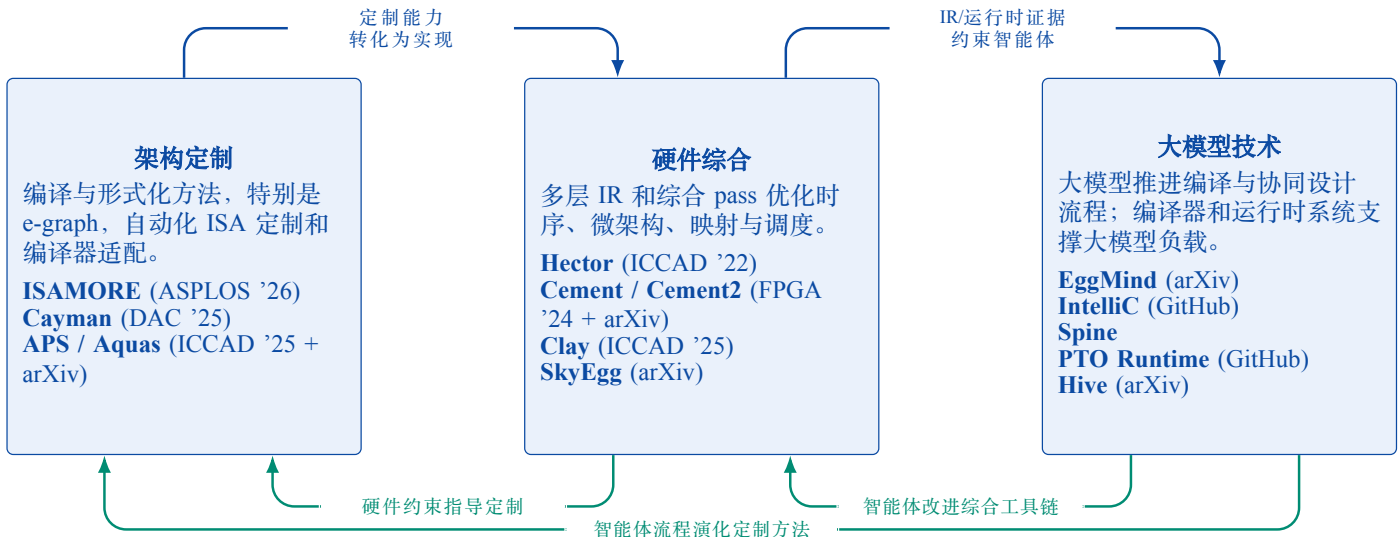 定制能力
转化为实现
IR/运行时证据
约束智能体
架构定制
编译与形式化方法，特别是
e-graph，自动化 ISA 定制和
编译器适配。
ISAMORE (ASPLOS ’26)
Cayman (DAC ’25)
APS / Aquas (ICCAD ’25 +
arXiv)
硬件综合
多层 IR 和综合 pass 优化时
序、微架构、映射与调度。
Hector (ICCAD ’22)
Cement / Cement2 (FPGA
’24 + arXiv)
Clay (ICCAD ’25)
SkyEgg (arXiv)
大模型技术
大模型推进编译与协同设计
流程；编译器和运行时系统支
撑大模型负载。
EggMind (arXiv)
IntelliC (GitHub)
Spine
PTO Runtime (GitHub)
Hive (arXiv)
硬件约束指导定制
智能体改进综合工具链
智能体流程演化定制方法